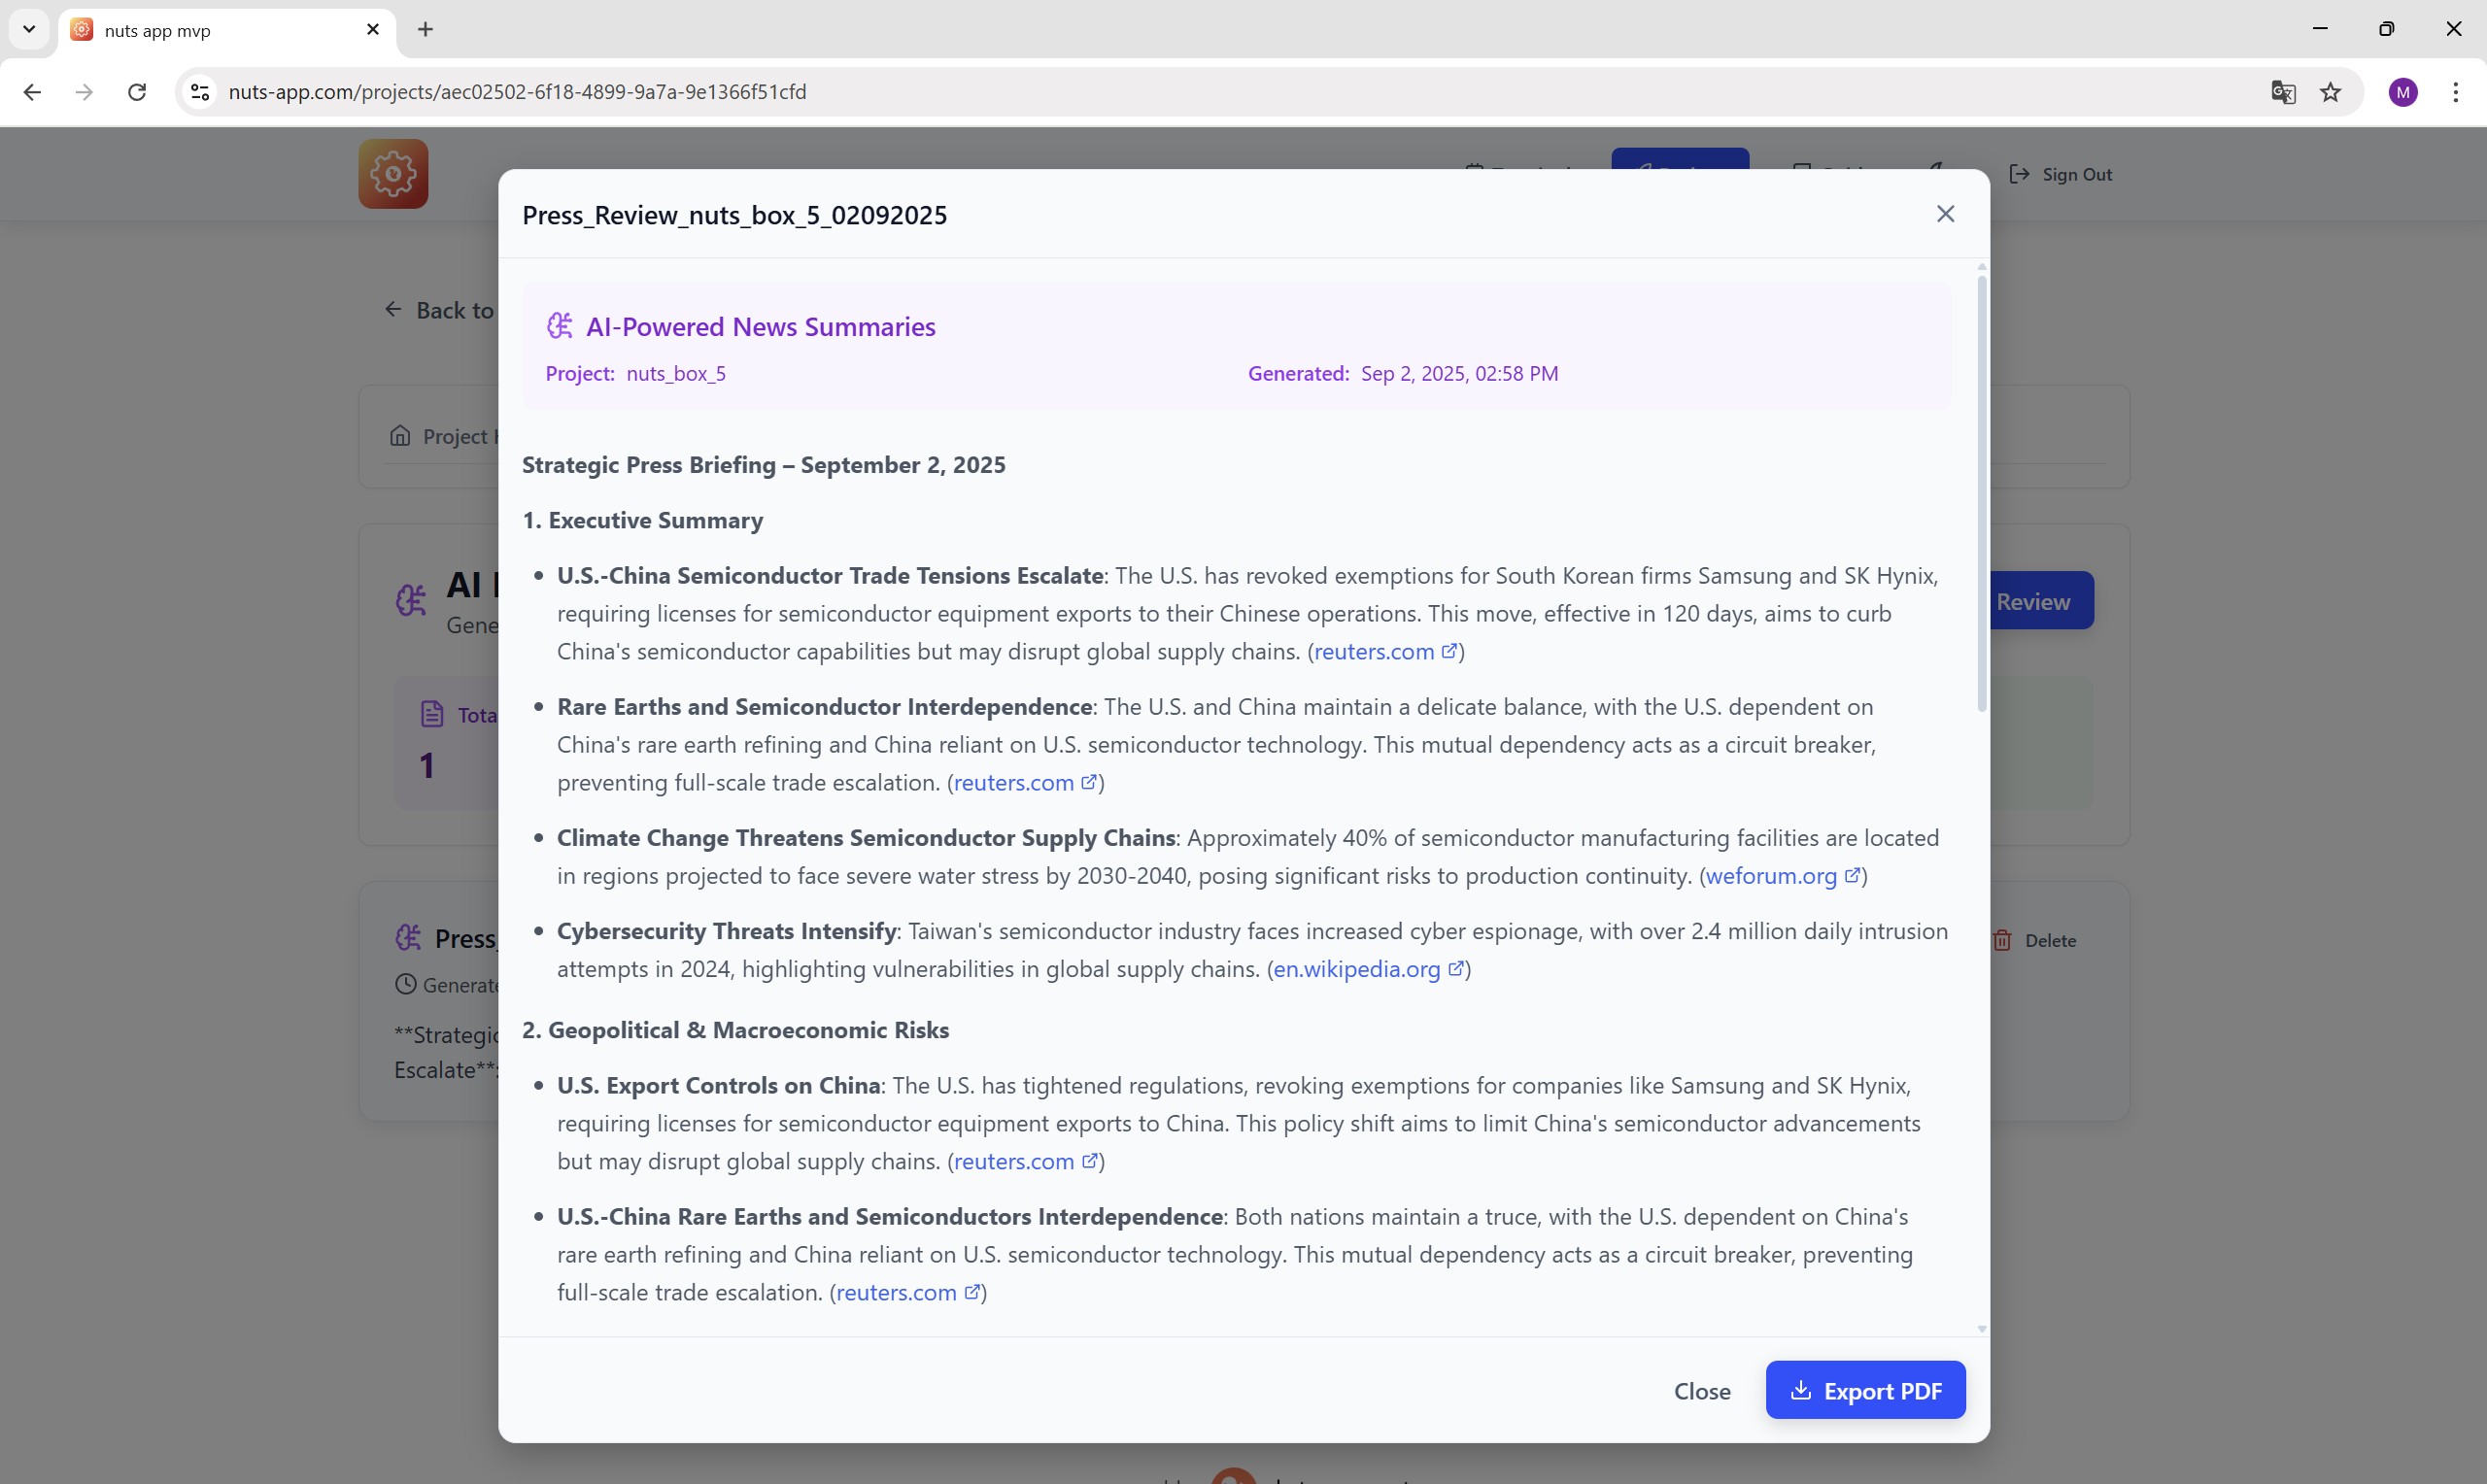 nuts app mvp
nuts-app.com/projects/aec02502-6f18-4899-9a7a-9e1366f51cfd
M
Sign Out
Press_Review_nuts_box_5_02092025
Back to
AI-Powered News Summaries
Project: nuts_box_5 Generated: Sep 2, 2025, 02:58 PM
Project
Strategic Press Briefing – September 2, 2025
1. Executive Summary
• U.S.-China Semiconductor Trade Tensions Escalate: The U.S. has revoked exemptions for South Korean firms Samsung and SK Hynix,
requiring licenses for semiconductor equipment exports to their Chinese operations. This move, effective in 120 days, aims to curb
China's semiconductor capabilities but may disrupt global supply chains. (reuters.com)
AI
Gene
Review
• Rare Earths and Semiconductor Interdependence: The U.S. and China maintain a delicate balance, with the U.S. dependent on
China's rare earth refining and China reliant on U.S. semiconductor technology. This mutual dependency acts as a circuit breaker,
preventing full-scale trade escalation. (reuters.com)
Tota
1
• Climate Change Threatens Semiconductor Supply Chains: Approximately 40% of semiconductor manufacturing facilities are located
in regions projected to face severe water stress by 2030-2040, posing significant risks to production continuity. (weforum.org)
• Cybersecurity Threats Intensify: Taiwan's semiconductor industry faces increased cyber espionage, with over 2.4 million daily intrusion
attempts in 2024, highlighting vulnerabilities in global supply chains. (en.wikipedia.org)
Press_
Generate
Delete
**Strategic
Escalate**:
2. Geopolitical & Macroeconomic Risks
• U.S. Export Controls on China: The U.S. has tightened regulations, revoking exemptions for companies like Samsung and SK Hynix,
requiring licenses for semiconductor equipment exports to China. This policy shift aims to limit China's semiconductor advancements
but may disrupt global supply chains. (reuters.com)
• U.S.-China Rare Earths and Semiconductors Interdependence: Both nations maintain a truce, with the U.S. dependent on China's
rare earth refining and China reliant on U.S. semiconductor technology. This mutual dependency acts as a circuit breaker, preventing
full-scale trade escalation. (reuters.com)
Close
Export PDF